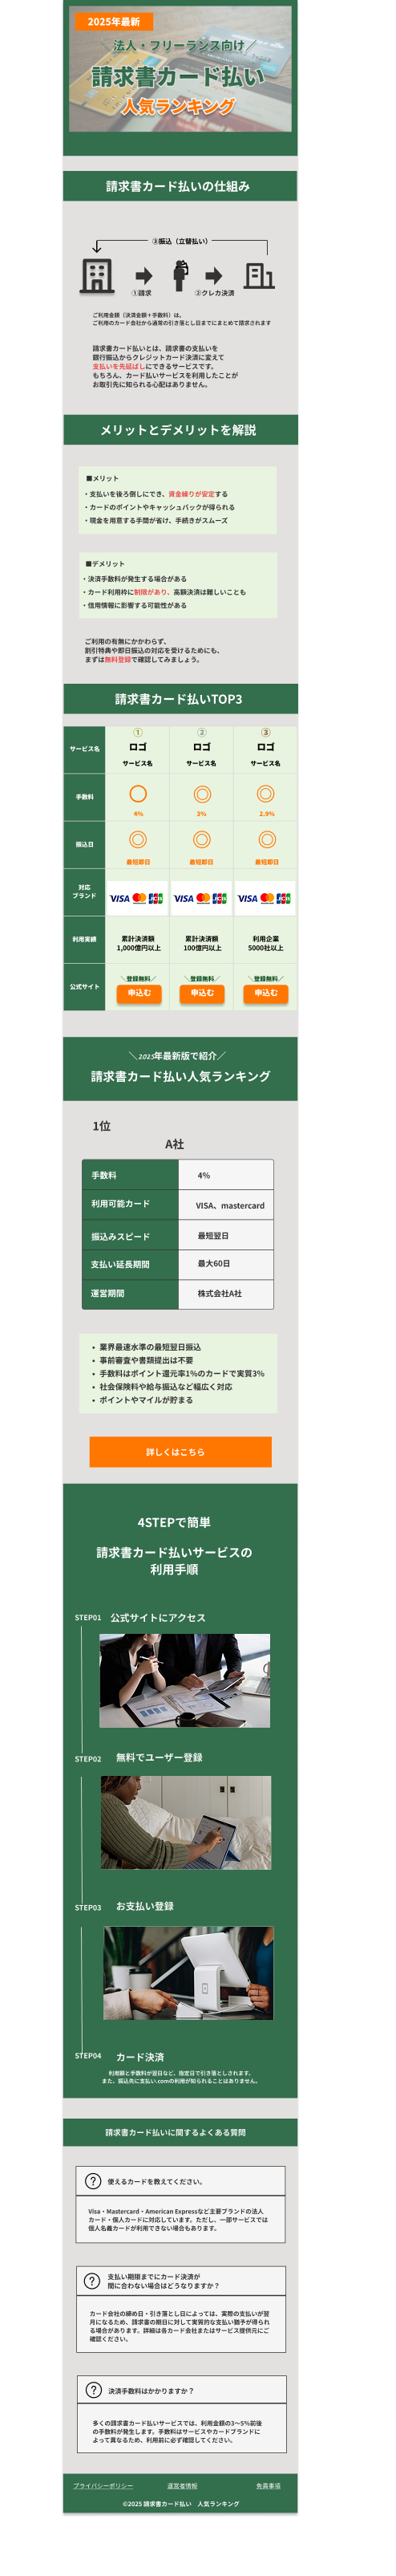 2025年最新
＼ 法人・フリーランス向け／
請求書カード払い
人気ランキング
請求書カード払いの仕組み
③振込（立替払い）
①請求
②クレカ決済
ご利用金額（決済金額＋手数料）は、
ご利用のカード会社から通常の引き落とし日までにまとめて請求されます
請求書カード払いとは、請求書の支払いを
銀行振込からクレジットカード決済に変えて
支払いを先延ばしにできるサービスです。
もちろん、カード払いサービスを利用したことが
お取引先に知られる心配はありません。
メリットとデメリットを解説
■メリット
・支払いを後ろ倒しにでき、資金繰りが安定する
・カードのポイントやキャッシュバックが得られる
・現金を用意する手間が省け、手続きがスムーズ
■デメリット
・決済手数料が発生する場合がある
・カード利用枠に制限があり、高額決済は難しいことも
・信用情報に影響する可能性がある
ご利用の有無にかかわらず、
割引特典や即日振込の対応を受けるためにも、
まずは無料登録で確認してみましょう。
請求書カード払いTOP3
① ② ③
サービス名 ロゴ ロゴ ロゴ
サービス名 サービス名 サービス名
手数料
4% 3% 2.9%
振込日
最短即日 最短即日 最短即日
対応
ブランド
VISA mastercard JCB VISA mastercard JCB VISA mastercard JCB
利用実績
累計決済額 累計決済額 利用企業
1,000億円以上 100億円以上 5000社以上
＼登録無料／ ＼登録無料／ ＼登録無料／
公式サイト 申込む 申込む 申込む
＼2025年最新版で紹介／
請求書カード払い人気ランキング
1位
A社
手数料 4%
利用可能カード VISA、mastercard
振込みスピード 最短翌日
支払い延長期間 最大60日
運営期間 株式会社A社
• 業界最速水準の最短翌日振込
• 事前審査や書類提出は不要
• 手数料はポイント還元率1%のカードで実質3%
• 社会保険料や給与振込など幅広く対応
• ポイントやマイルが貯まる
詳しくはこちら
4STEPで簡単
請求書カード払いサービスの
利用手順
STEP01 公式サイトにアクセス
STEP02 無料でユーザー登録
STEP03 お支払い登録
STEP04 カード決済
利用額と手数料が翌日など、指定日で引き落としされます。
また、振込先に支払い.comの利用が知られることはありません。
請求書カード払いに関するよくある質問
使えるカードを教えてください。
Visa・Mastercard・American Expressなど主要ブランドの法人
カード・個人カードに対応しています。ただし、一部サービスでは
個人名義カードが利用できない場合もあります。
支払い期限までにカード決済が
間に合わない場合はどうなりますか？
カード会社の締め日・引き落とし日によっては、実際の支払いが翌
月になるため、請求書の期日に対して実質的な支払い猶予が得られ
る場合があります。詳細は各カード会社またはサービス提供元にご
確認ください。
決済手数料はかかりますか？
多くの請求書カード払いサービスでは、利用金額の3〜5%前後
の手数料が発生します。手数料はサービスやカードブランドに
よって異なるため、利用前に必ず確認してください。
プライバシーポリシー 運営者情報 免責事項
©2025 請求書カード払い　人気ランキング